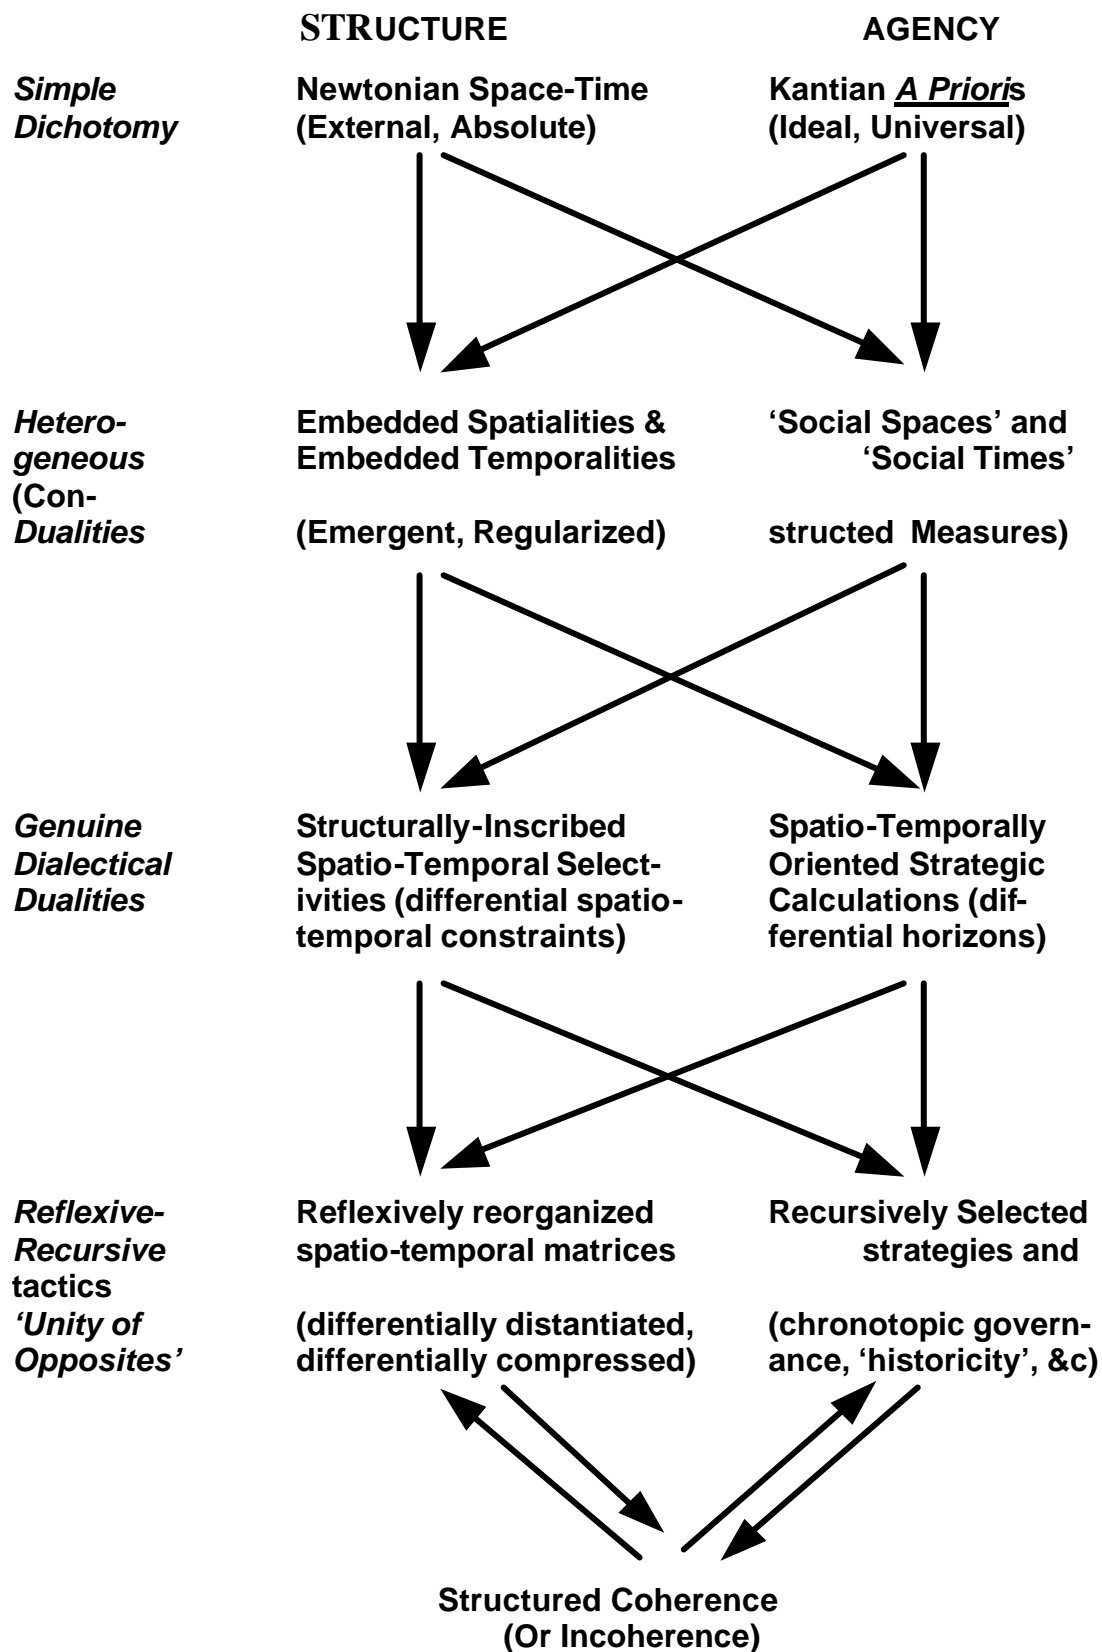 STRUCTURE AGENCY
Simple Newtonian Space-Time Kantian A Prioris
Dichotomy (External, Absolute) (Ideal, Universal)
Hetero- Embedded Spatialities & ‘Social Spaces’ and
geneous Embedded Temporalities ‘Social Times’
(Con-
Dualities (Emergent, Regularized) structed Measures)
Genuine Structurally-Inscribed Spatio-Temporally
Dialectical Spatio-Temporal Select- Oriented Strategic
Dualities ivities (differential spatio- Calculations (dif-
temporal constraints) ferential horizons)
Reflexive- Reflexively reorganized Recursively Selected
Recursive spatio-temporal matrices strategies and
tactics
‘Unity of (differentially distantiated, (chronotopic govern-
Opposites’ differentially compressed) ance, ‘historicity’, &c)
Structured Coherence
(Or Incoherence)